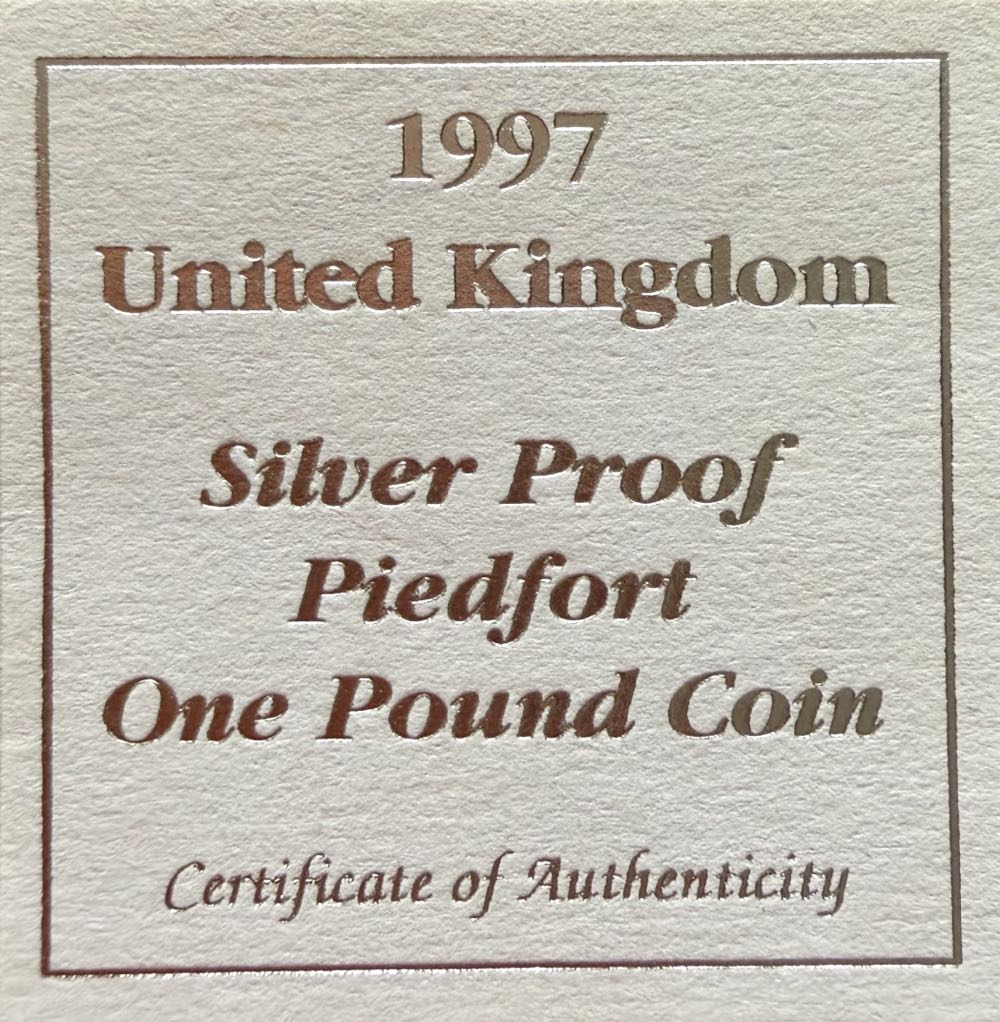 1997
United Kingdom
Silver Proof
Piedfort
One Pound Coin
Certificate of Authenticity